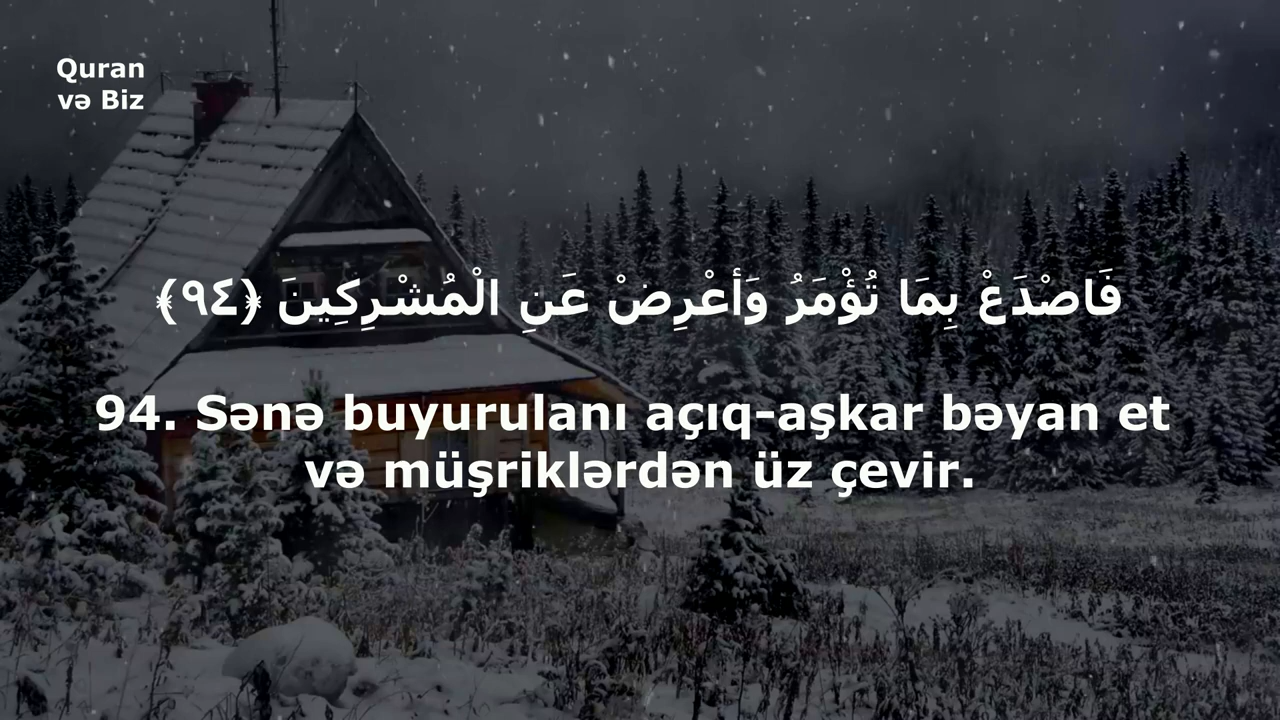 Quran
və Biz
فَاصْدَعْ بِمَا تُؤْمَرُ وَأَعْرِضْ عَنِ الْمُشْرِكِينَ ﴿٩٤﴾
94. Sənə buyurulanı açıq-aşkar bəyan et
və müşriklərdən üz çevir.